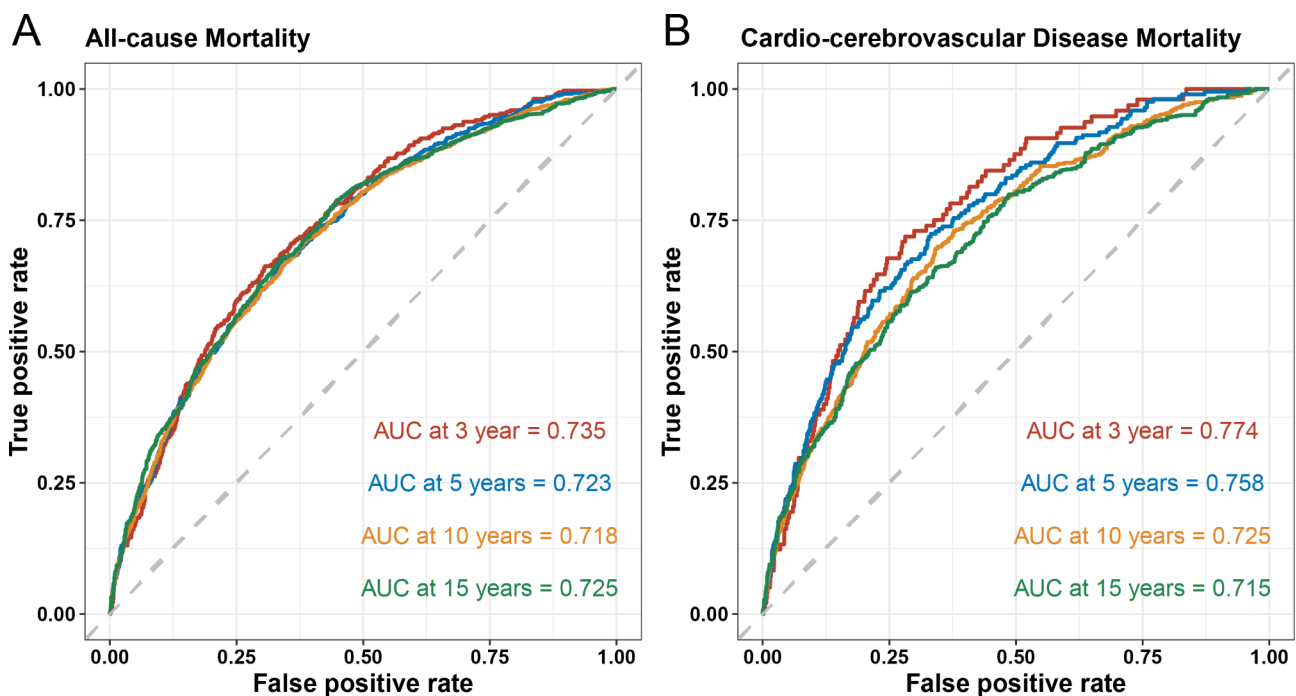 A
All-cause Mortality
True positive rate
1.00
0.75
0.50
0.25
0.00
AUC at 3 year = 0.735
AUC at 5 years = 0.723
AUC at 10 years = 0.718
AUC at 15 years = 0.725
0.00 0.25 0.50 0.75 1.00
False positive rate
B
Cardio-cerebrovascular Disease Mortality
True positive rate
1.00
0.75
0.50
0.25
0.00
AUC at 3 year = 0.774
AUC at 5 years = 0.758
AUC at 10 years = 0.725
AUC at 15 years = 0.715
0.00 0.25 0.50 0.75 1.00
False positive rate